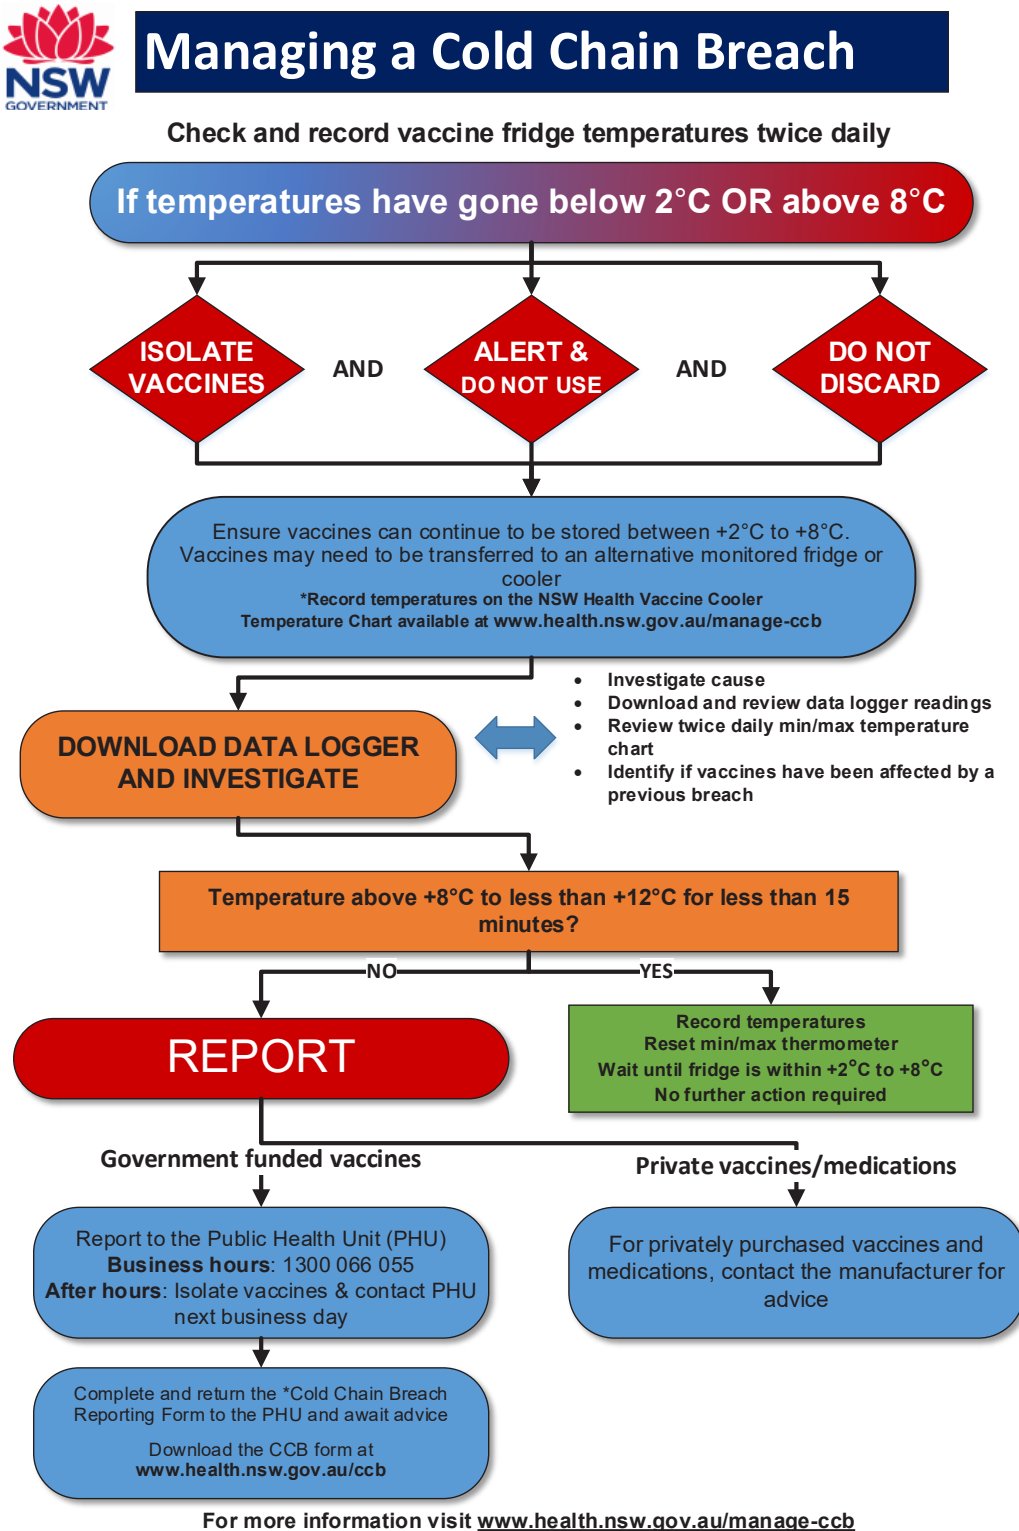 NSW
GOVERNMENT
Managing a Cold Chain Breach
Check and record vaccine fridge temperatures twice daily
If temperatures have gone below 2°C OR above 8°C
ISOLATE
VACCINES
AND
ALERT &
DO NOT USE
AND
DO NOT
DISCARD
Ensure vaccines can continue to be stored between +2°C to +8°C.
Vaccines may need to be transferred to an alternative monitored fridge or
cooler
*Record temperatures on the NSW Health Vaccine Cooler
Temperature Chart available at www.health.nsw.gov.au/manage-ccb
DOWNLOAD DATA LOGGER
AND INVESTIGATE
• Investigate cause
• Download and review data logger readings
• Review twice daily min/max temperature
chart
• Identify if vaccines have been affected by a
previous breach
Temperature above +8°C to less than +12°C for less than 15
minutes?
NO
YES
REPORT
Record temperatures
Reset min/max thermometer
Wait until fridge is within +2°C to +8°C
No further action required
Government funded vaccines
Private vaccines/medications
Report to the Public Health Unit (PHU)
Business hours: 1300 066 055
After hours: Isolate vaccines & contact PHU
next business day
For privately purchased vaccines and
medications, contact the manufacturer for
advice
Complete and return the *Cold Chain Breach
Reporting Form to the PHU and await advice
Download the CCB form at
www.health.nsw.gov.au/ccb
For more information visit www.health.nsw.gov.au/manage-ccb